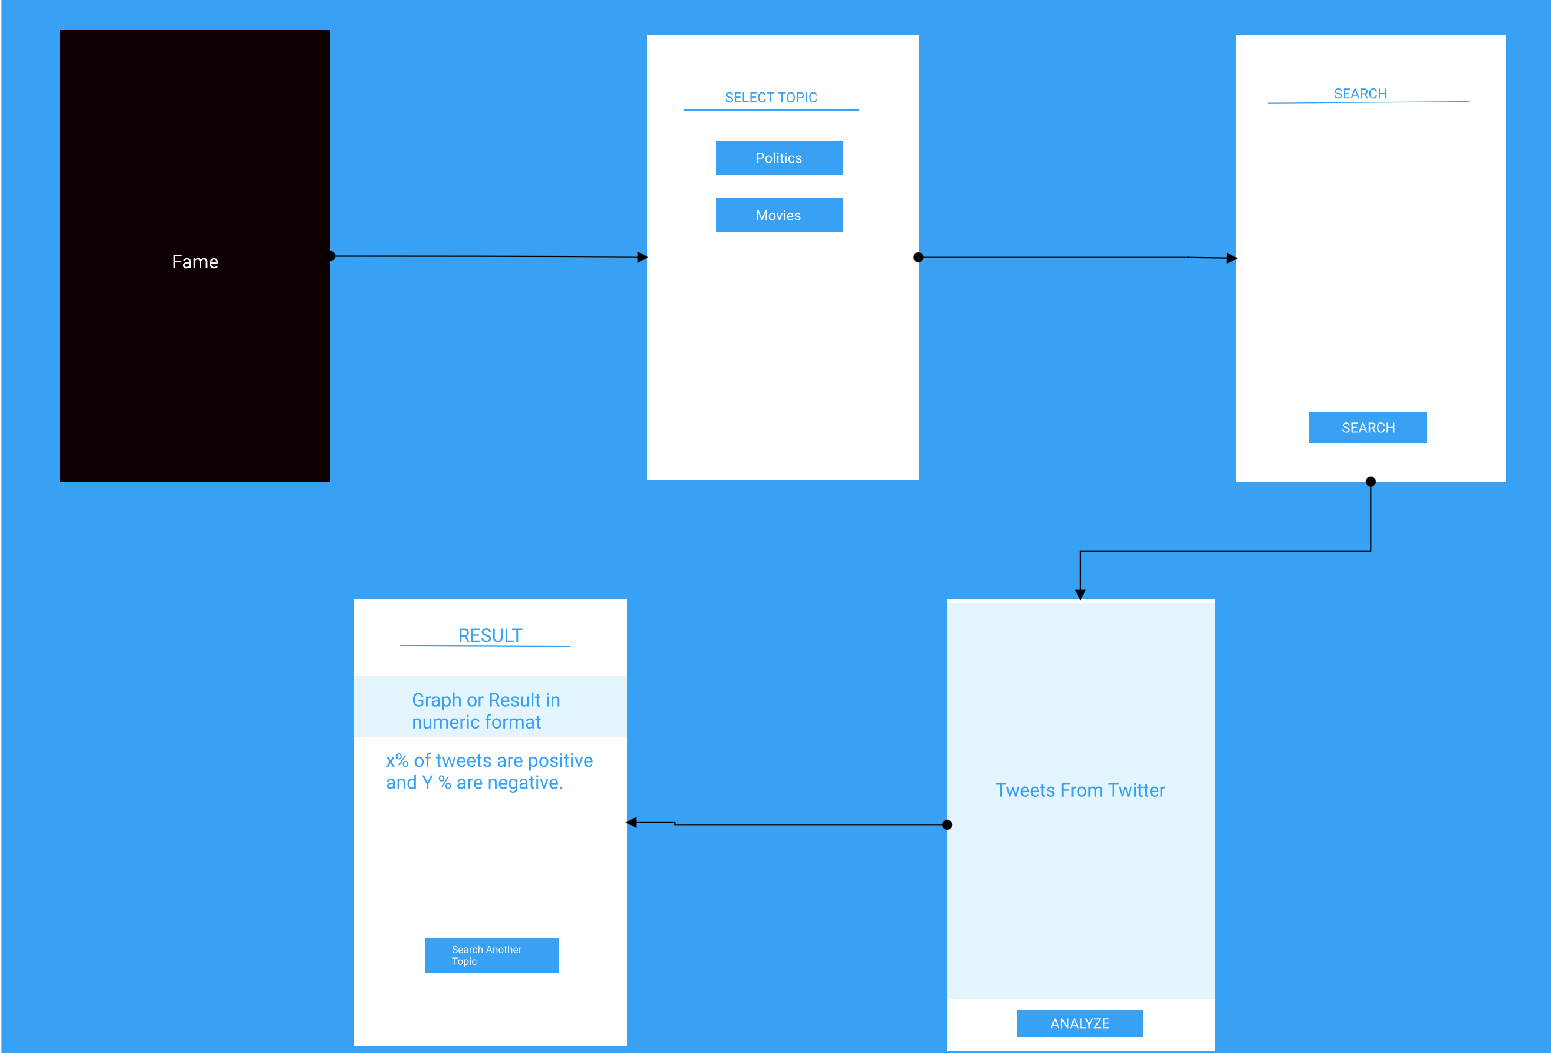 Fame
SELECT TOPIC
Politics
Movies
SEARCH
SEARCH
Tweets From Twitter
ANALYZE
RESULT
Graph or Result in
numeric format
x% of tweets are positive
and Y % are negative.
Search Another
Topic